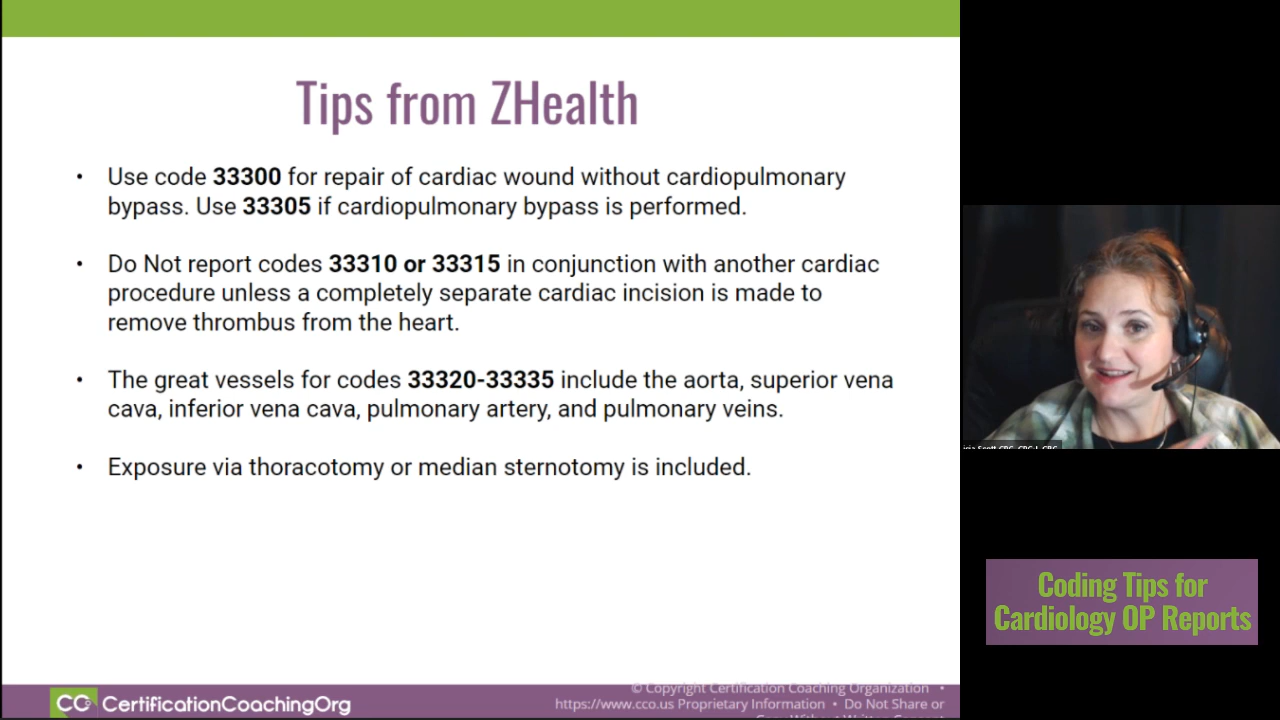 Tips from ZHealth
• Use code 33300 for repair of cardiac wound without cardiopulmonary
bypass. Use 33305 if cardiopulmonary bypass is performed.
• Do Not report codes 33310 or 33315 in conjunction with another cardiac
procedure unless a completely separate cardiac incision is made to
remove thrombus from the heart.
• The great vessels for codes 33320-33335 include the aorta, superior vena
cava, inferior vena cava, pulmonary artery, and pulmonary veins.
• Exposure via thoracotomy or median sternotomy is included.
Coding Tips for
Cardiology OP Reports
CC CertificationCoachingOrg
© Copyright Certification Coaching Organization •
https://www.cco.us Proprietary Information • Do Not Share or